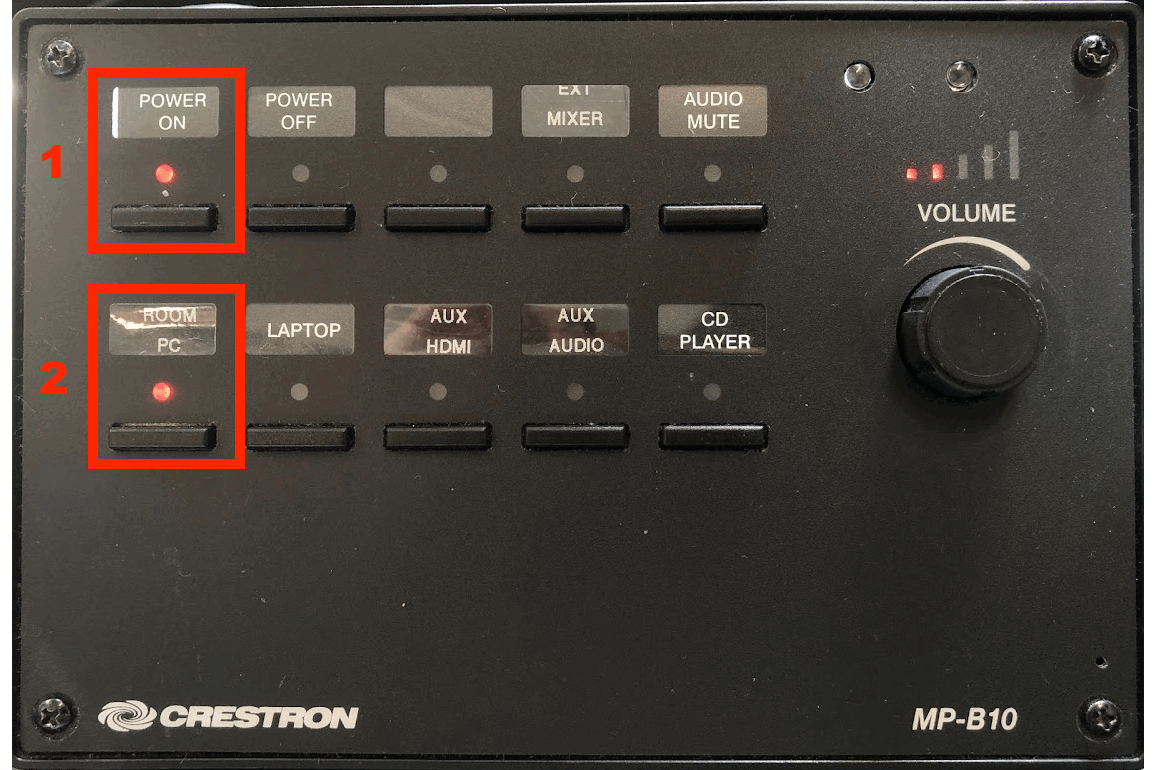 POWER
ON
POWER
OFF
EXT
MIXER
AUDIO
MUTE
1
VOLUME
ROOM
PC
LAPTOP
AUX
HDMI
AUX
AUDIO
CD
PLAYER
2
CRESTRON
MP-B10